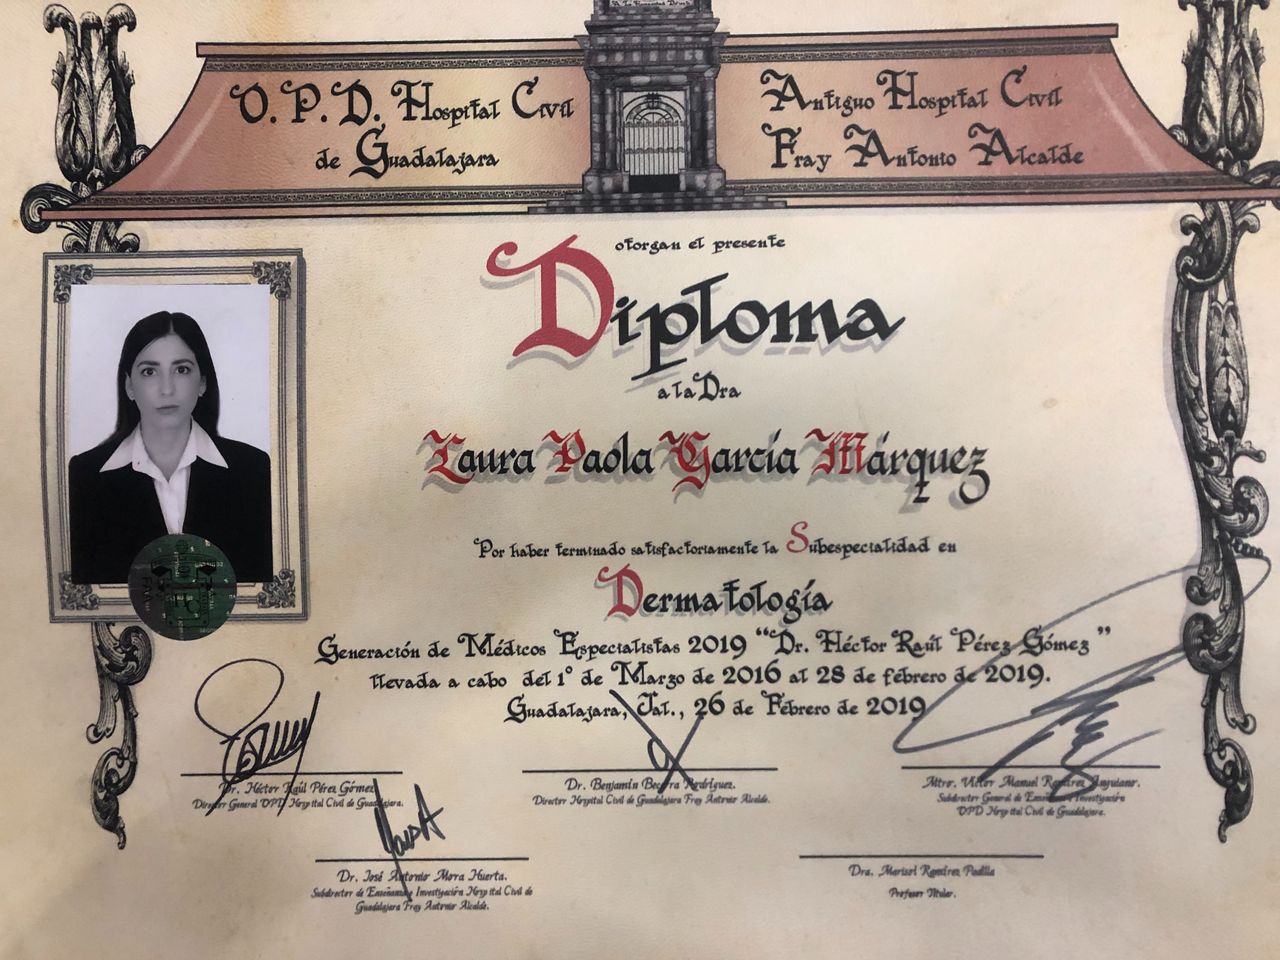 O.P.D. Hospital Civil
de Guadalajara
Antiguo Hospital Civil
Fray Antonio Alcalde
otorgan el presente
Diploma
a la Dra
Laura Paola García Márquez
Por haber terminado satisfactoriamente la Subespecialidad en
Dermatología
Generación de Médicos Especialistas 2019 "Dr. Héctor Raúl Pérez Gómez"
llevada a cabo del 1° de Marzo de 2016 al 28 de febrero de 2019.
Guadalajara, Jal., 26 de Febrero de 2019
Dr. Héctor Raúl Pérez Gómez
Director General OPD Hospital Civil de Guadalajara.
Dr. Benjamín Becerra Rodríguez.
Director Hospital Civil de Guadalajara Fray Antonio Alcalde.
Mtro. Víctor Manuel Ramírez Anguiano.
Subdirector General de Enseñanza e Investigación
OPD Hospital Civil de Guadalajara.
Dr. José Antonio Mora Huerta.
Subdirector de Enseñanza e Investigación Hospital Civil de
Guadalajara Fray Antonio Alcalde.
Dra. Marisol Ramírez Padilla
Profesor Titular.